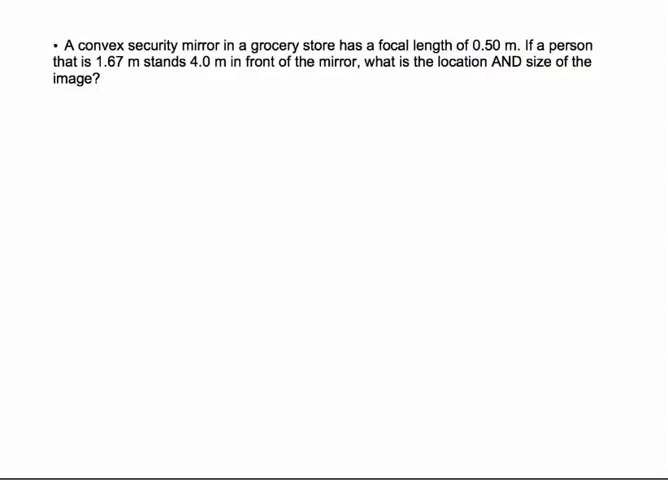 • A convex security mirror in a grocery store has a focal length of 0.50 m. If a person
that is 1.67 m stands 4.0 m in front of the mirror, what is the location AND size of the
image?